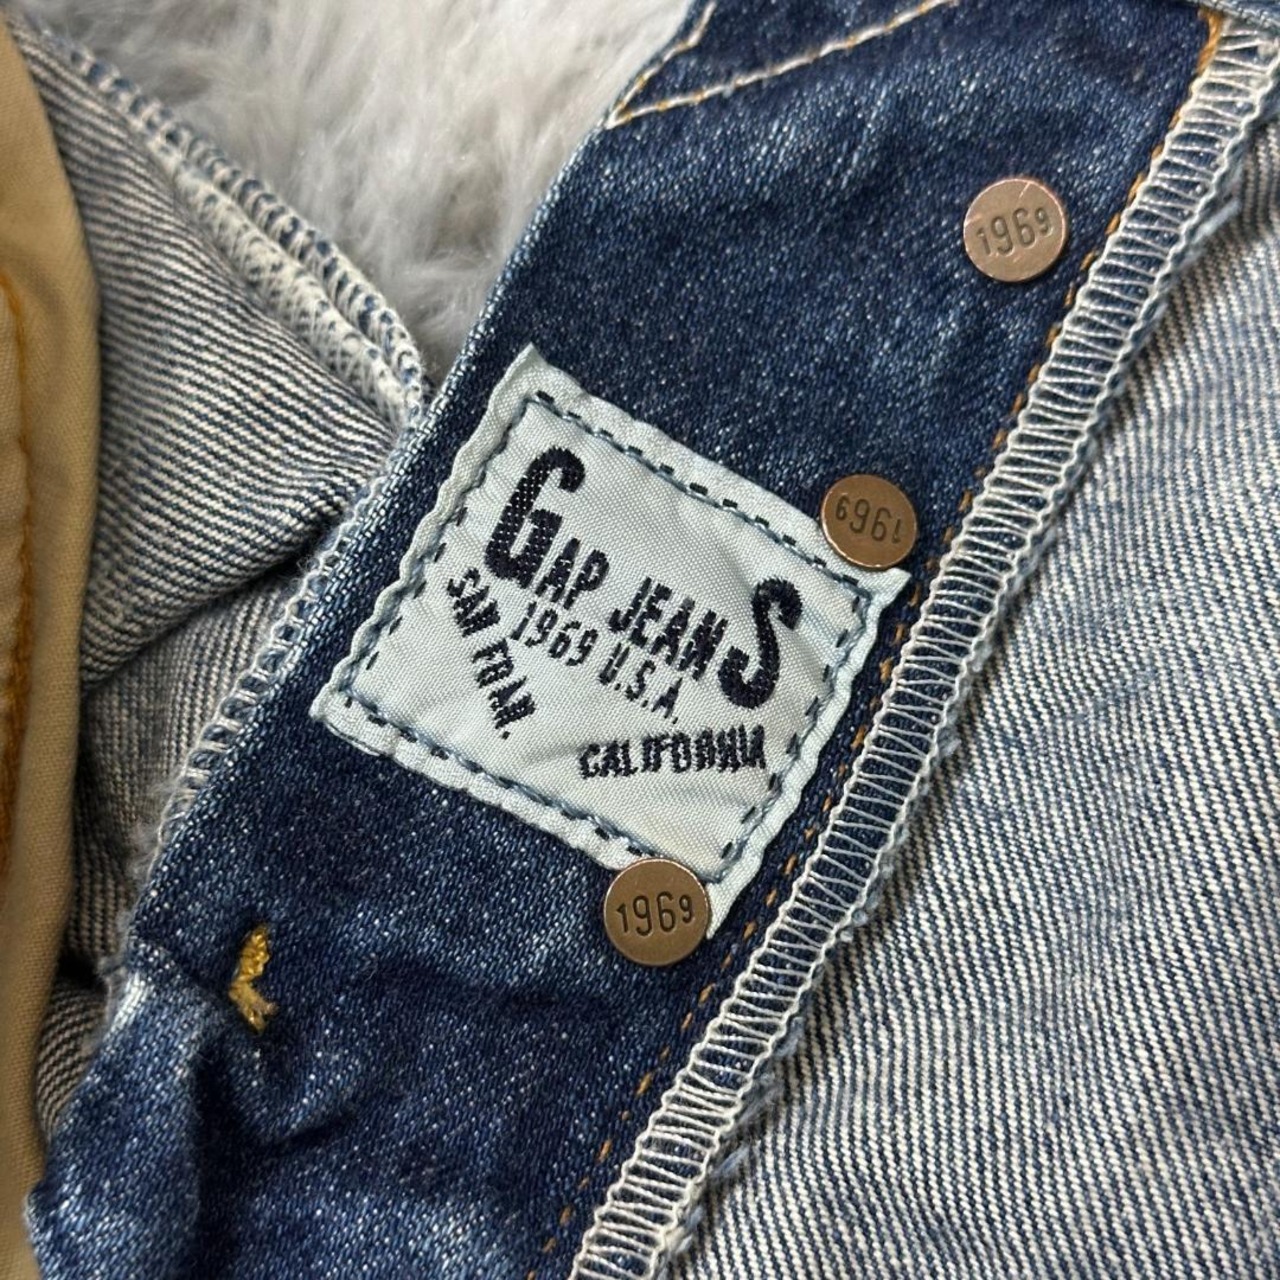 1969
1969
GAP JEANS
1969 U.S.A.
SAN FRAN.
CALIFORNIA
1969